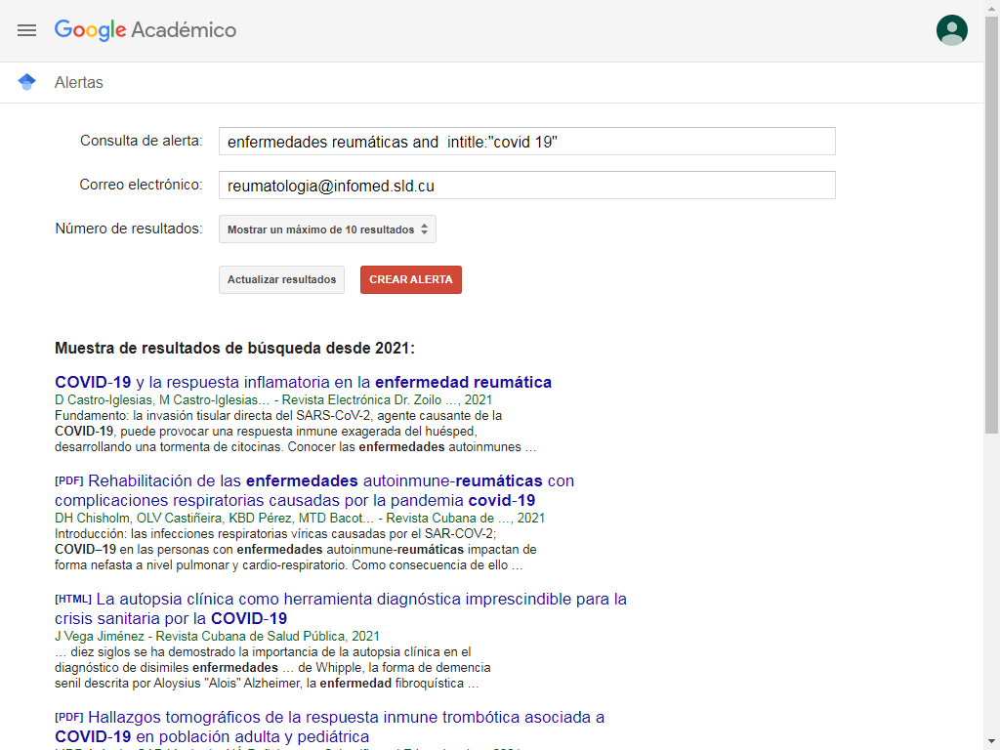 Google Académico
Alertas
Consulta de alerta: enfermedades reumáticas and  intitle:"covid 19"
Correo electrónico: reumatologia@infomed.sld.cu
Número de resultados: Mostrar un máximo de 10 resultados
Actualizar resultados CREAR ALERTA
Muestra de resultados de búsqueda desde 2021:
COVID-19 y la respuesta inflamatoria en la enfermedad reumática
D Castro-Iglesias, M Castro-Iglesias… - Revista Electrónica Dr. Zoilo …, 2021
Fundamento: la invasión tisular directa del SARS-CoV-2, agente causante de la
COVID-19, puede provocar una respuesta inmune exagerada del huésped,
desarrollando una tormenta de citocinas. Conocer las enfermedades autoinmunes …
[PDF] Rehabilitación de las enfermedades autoinmune-reumáticas con
complicaciones respiratorias causadas por la pandemia covid-19
DH Chisholm, OLV Castiñeira, KBD Pérez, MTD Bacot… - Revista Cubana de …, 2021
Introducción: las infecciones respiratorias víricas causadas por el SAR-COV-2;
COVID–19 en las personas con enfermedades autoinmune-reumáticas impactan de
forma nefasta a nivel pulmonar y cardio-respiratorio. Como consecuencia de ello …
[HTML] La autopsia clínica como herramienta diagnóstica imprescindible para la
crisis sanitaria por la COVID-19
J Vega Jiménez - Revista Cubana de Salud Pública, 2021
… diez siglos se ha demostrado la importancia de la autopsia clínica en el
diagnóstico de disimiles enfermedades … de Whipple, la forma de demencia
senil descrita por Aloysius "Alois" Alzheimer, la enfermedad fibroquística …
[PDF] Hallazgos tomográficos de la respuesta inmune trombótica asociada a
COVID-19 en población adulta y pediátrica